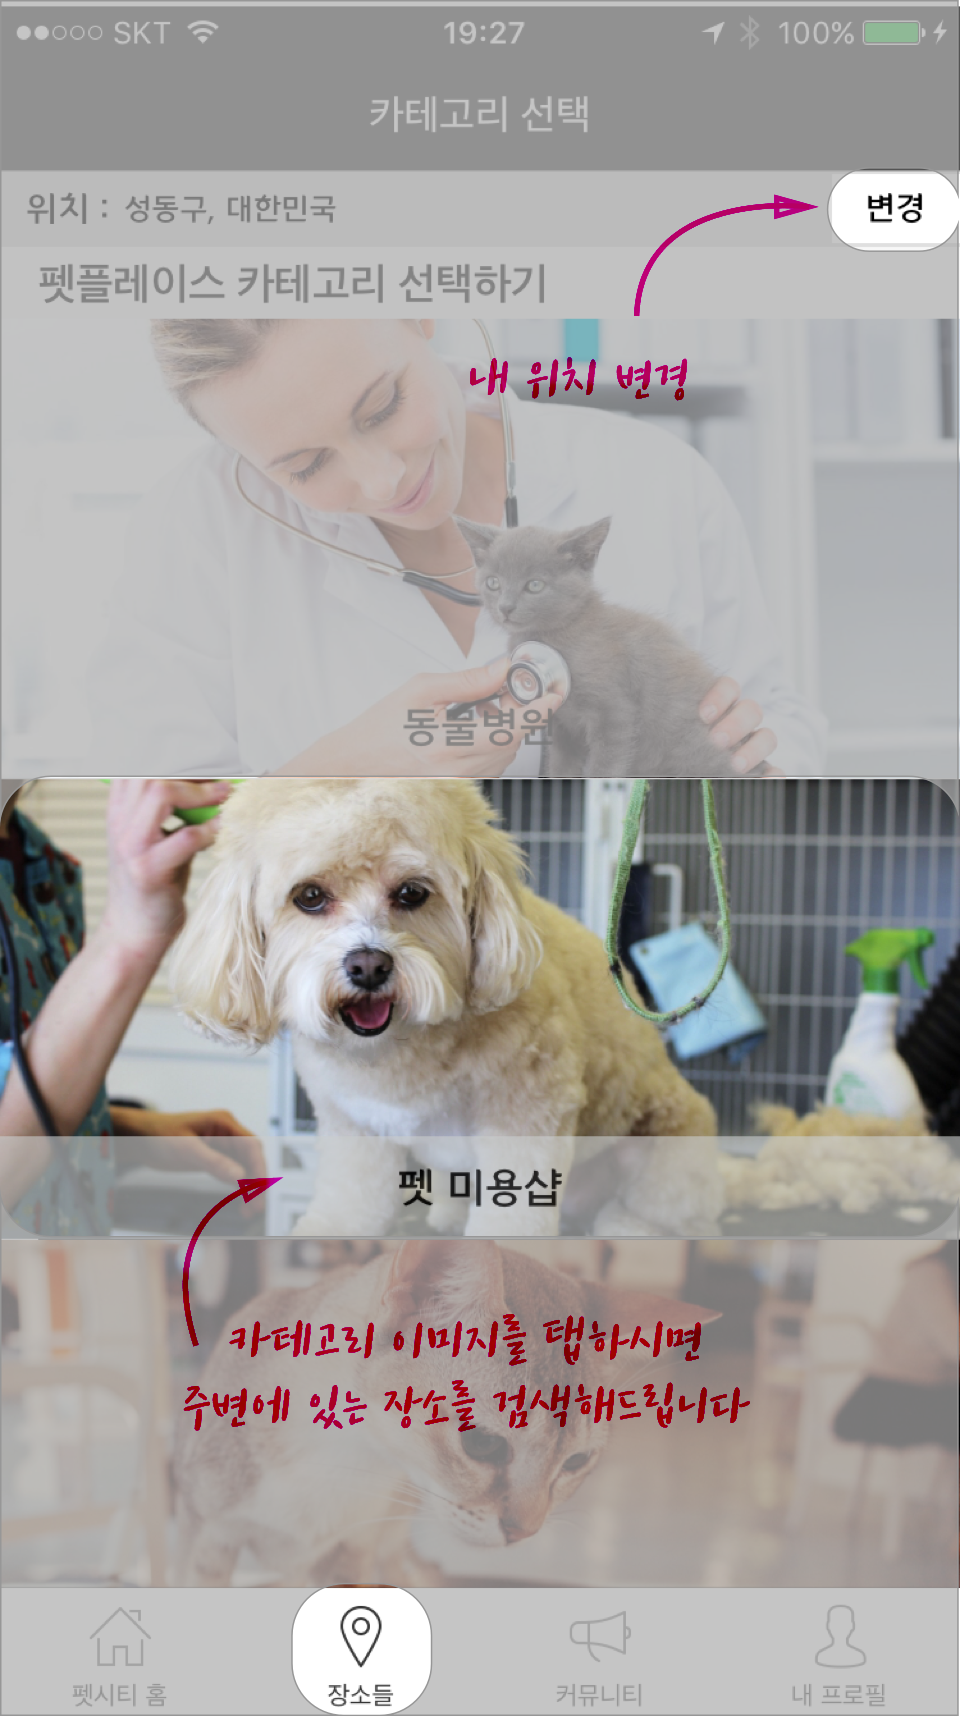 SKT 19:27 100%
카테고리 선택
위치 : 성동구, 대한민국 변경
펫플레이스 카테고리 선택하기
내 위치 변경
동물병원
펫 미용샵
카테고리 이미지를 탭하시면
주변에 있는 장소를 검색해드립니다
펫시티 홈 장소들 커뮤니티 내 프로필